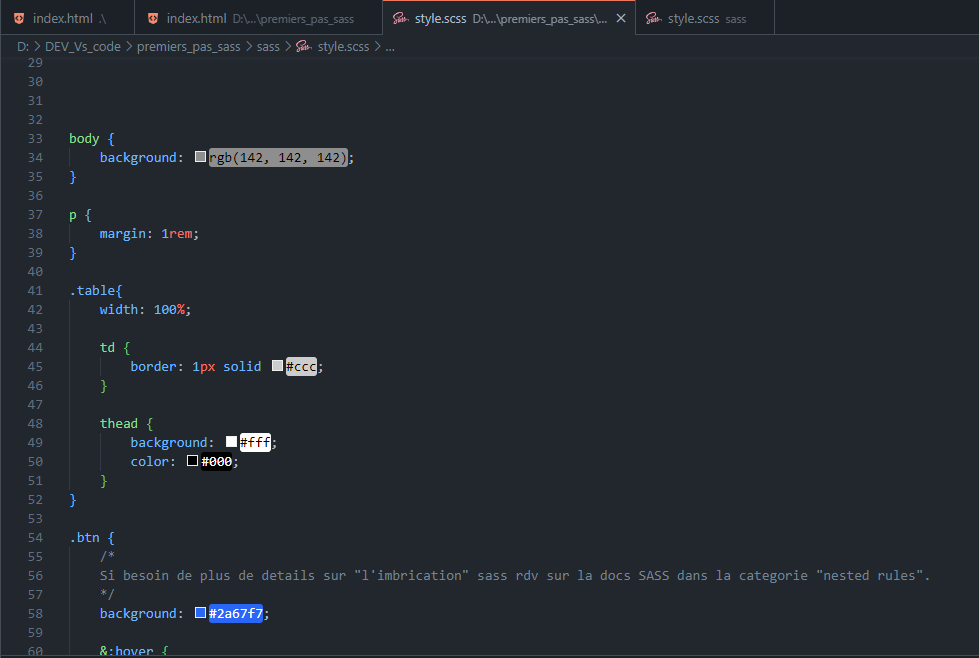 index.html .\ index.html D:\...\premiers_pas_sass style.scss D:\...\premiers_pas_sass\... style.scss sass
D: > DEV_Vs_code > premiers_pas_sass > sass > style.scss > ...
29
30
31
32
33 body {
34 background: rgb(142, 142, 142);
35 }
36
37 p {
38 margin: 1rem;
39 }
40
41 .table{
42 width: 100%;
43
44 td {
45 border: 1px solid #ccc;
46 }
47
48 thead {
49 background: #fff;
50 color: #000;
51 }
52 }
53
54 .btn {
55 /*
56 Si besoin de plus de details sur "l'imbrication" sass rdv sur la docs SASS dans la categorie "nested rules".
57 */
58 background: #2a67f7;
59
60 &:hover {